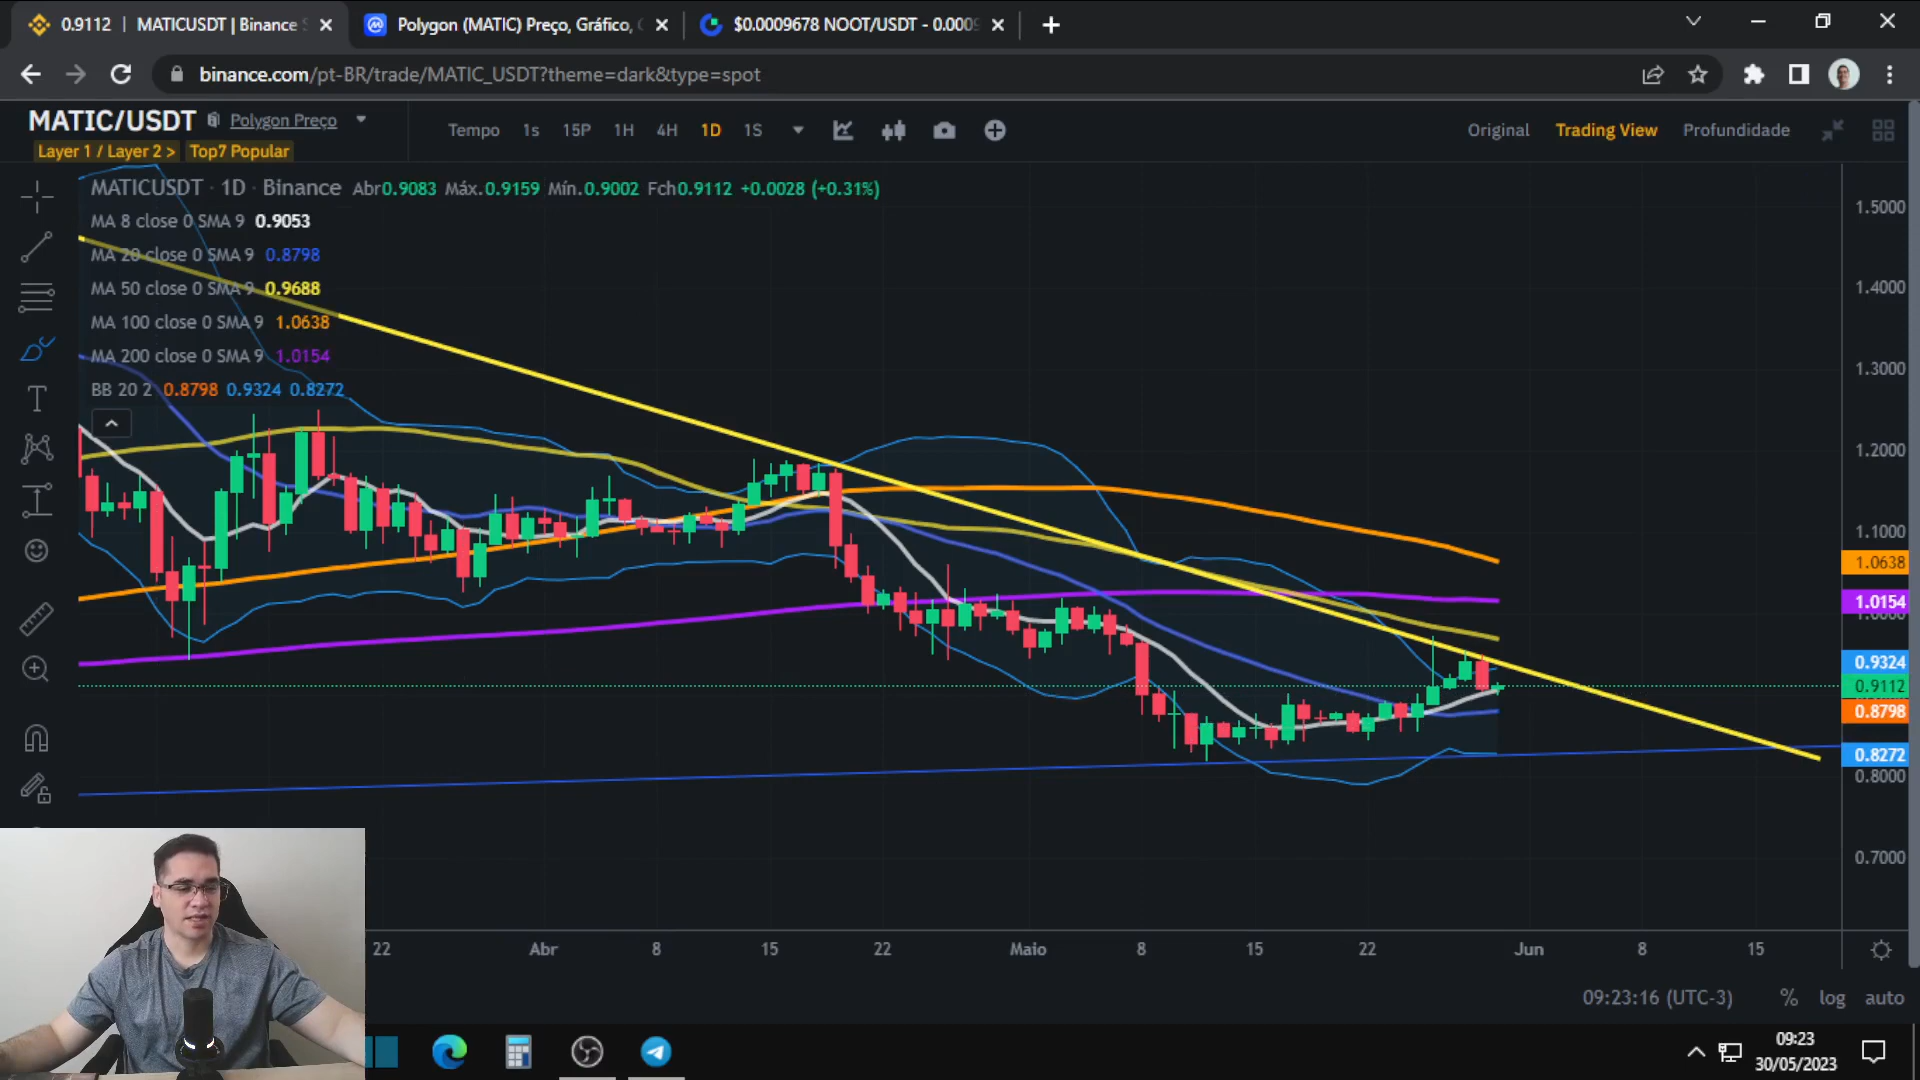 0.9112 | MATICUSDT | Binance S
Polygon (MATIC) Preço, Gráfico,
$0.0009678 NOOT/USDT - 0.0009
binance.com/pt-BR/trade/MATIC_USDT?theme=dark&type=spot
MATIC/USDT Polygon Preço
Layer 1 / Layer 2 > Top7 Popular
Tempo 1s 15P 1H 4H 1D 1S
Original Trading View Profundidade
MATICUSDT · 1D · Binance Abr0.9083 Máx.0.9159 Mín.0.9002 Fch0.9112 +0.0028 (+0.31%)
MA 8 close 0 SMA 9 0.9053
MA 20 close 0 SMA 9 0.8798
MA 50 close 0 SMA 9 0.9688
MA 100 close 0 SMA 9 1.0638
MA 200 close 0 SMA 9 1.0154
BB 20 2 0.8798 0.9324 0.8272
1.5000
1.4000
1.3000
1.2000
1.1000
1.0638
1.0154
1.0000
0.9324
0.9112
0.8798
0.8272
0.8000
0.7000
22 Abr 8 15 22 Maio 8 15 22 Jun 8 15
09:23:16 (UTC-3) % log auto
09:23
30/05/2023